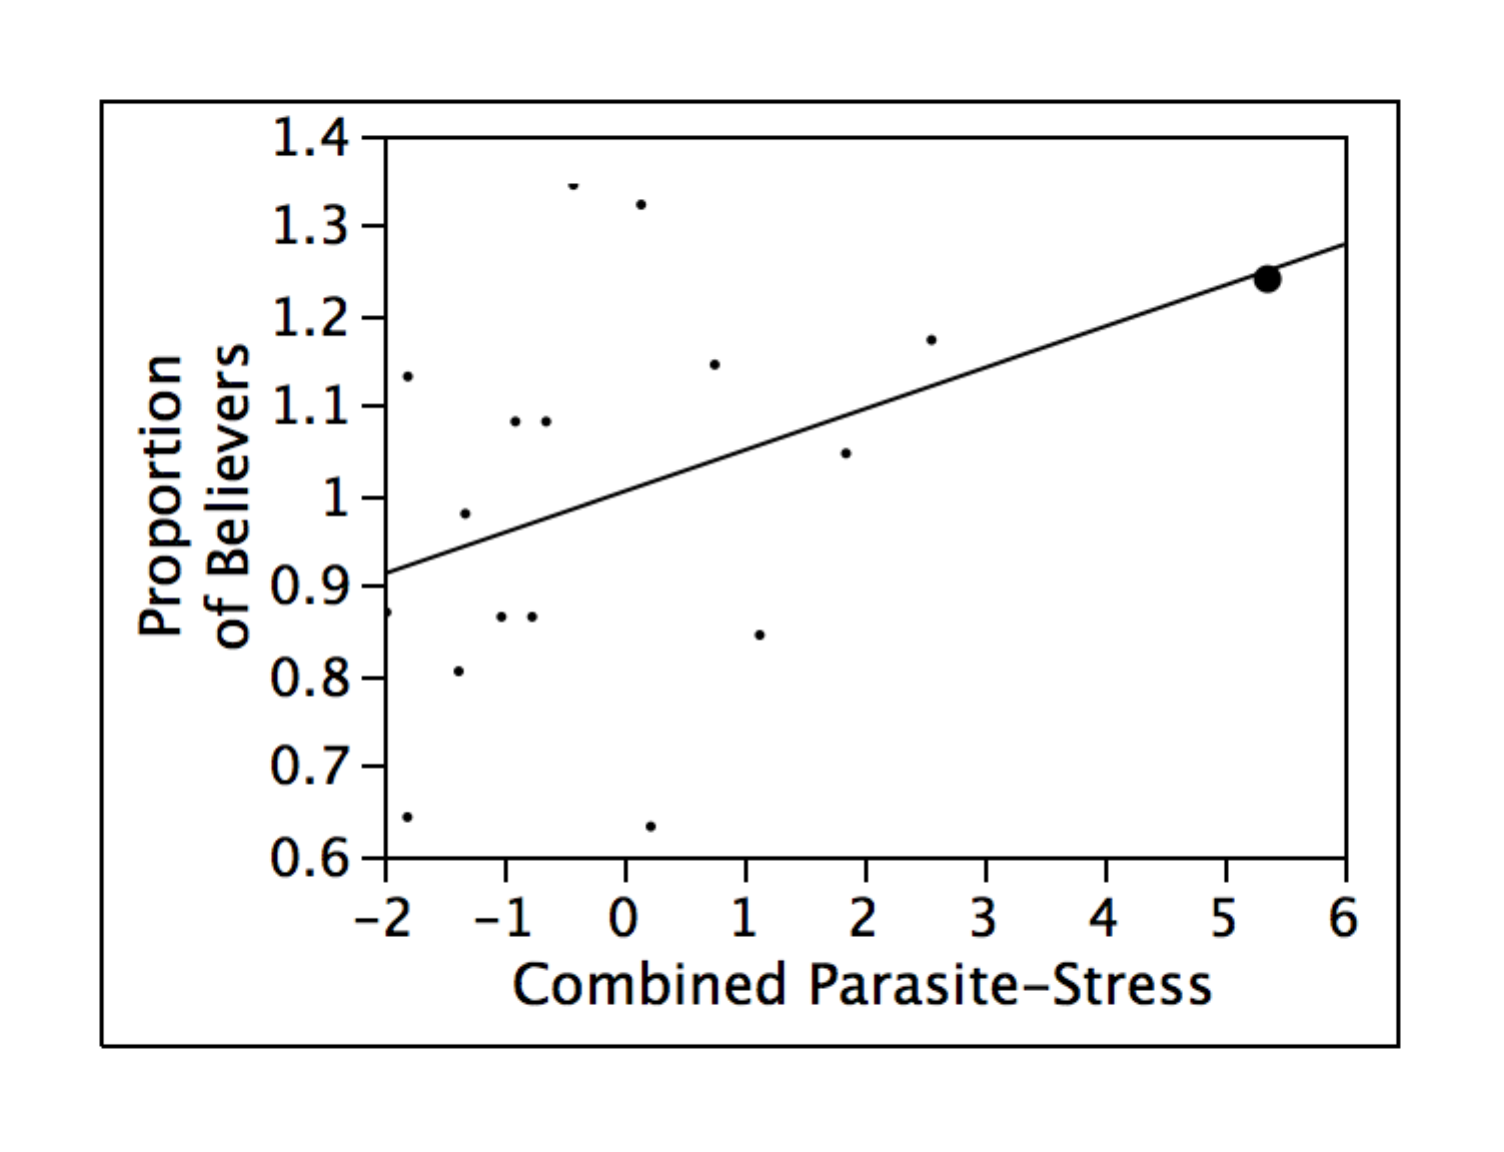 1.4
1.3
1.2
1.1
1
0.9
0.8
0.7
0.6
Proportion
of Believers
−2 −1 0 1 2 3 4 5 6
Combined Parasite−Stress